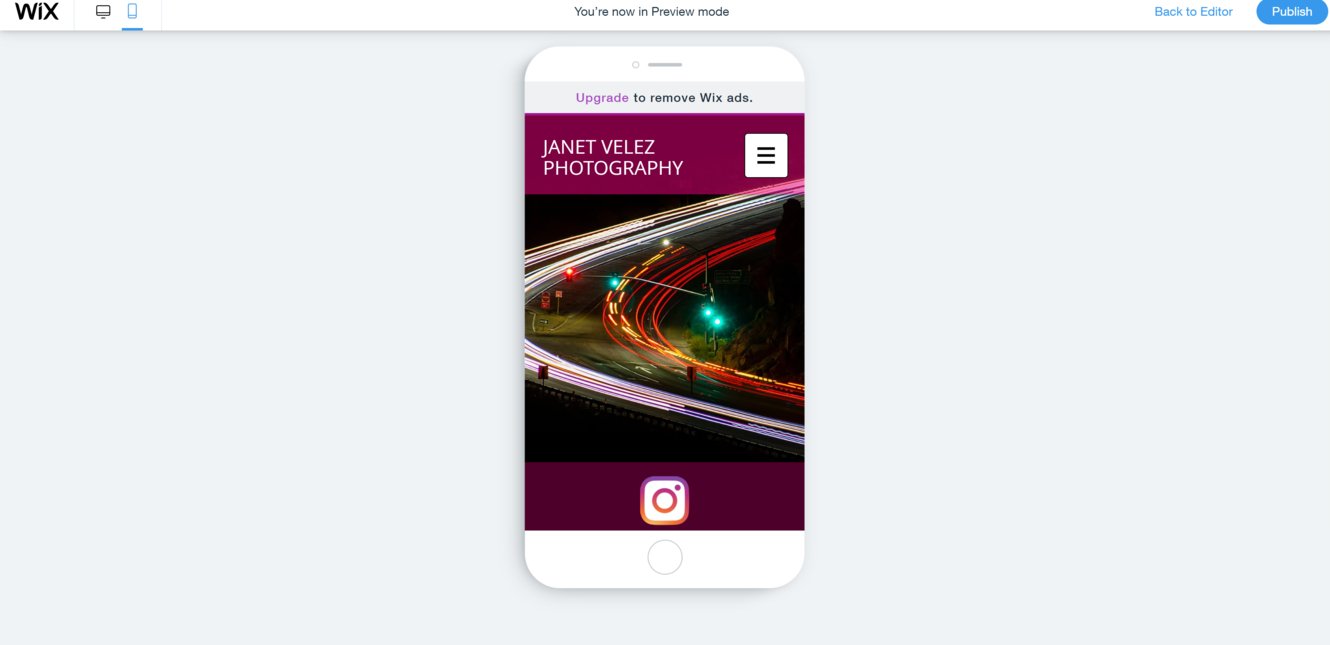 WiX
You're now in Preview mode
Back to Editor
Publish
Upgrade to remove Wix ads.
JANET VELEZ
PHOTOGRAPHY